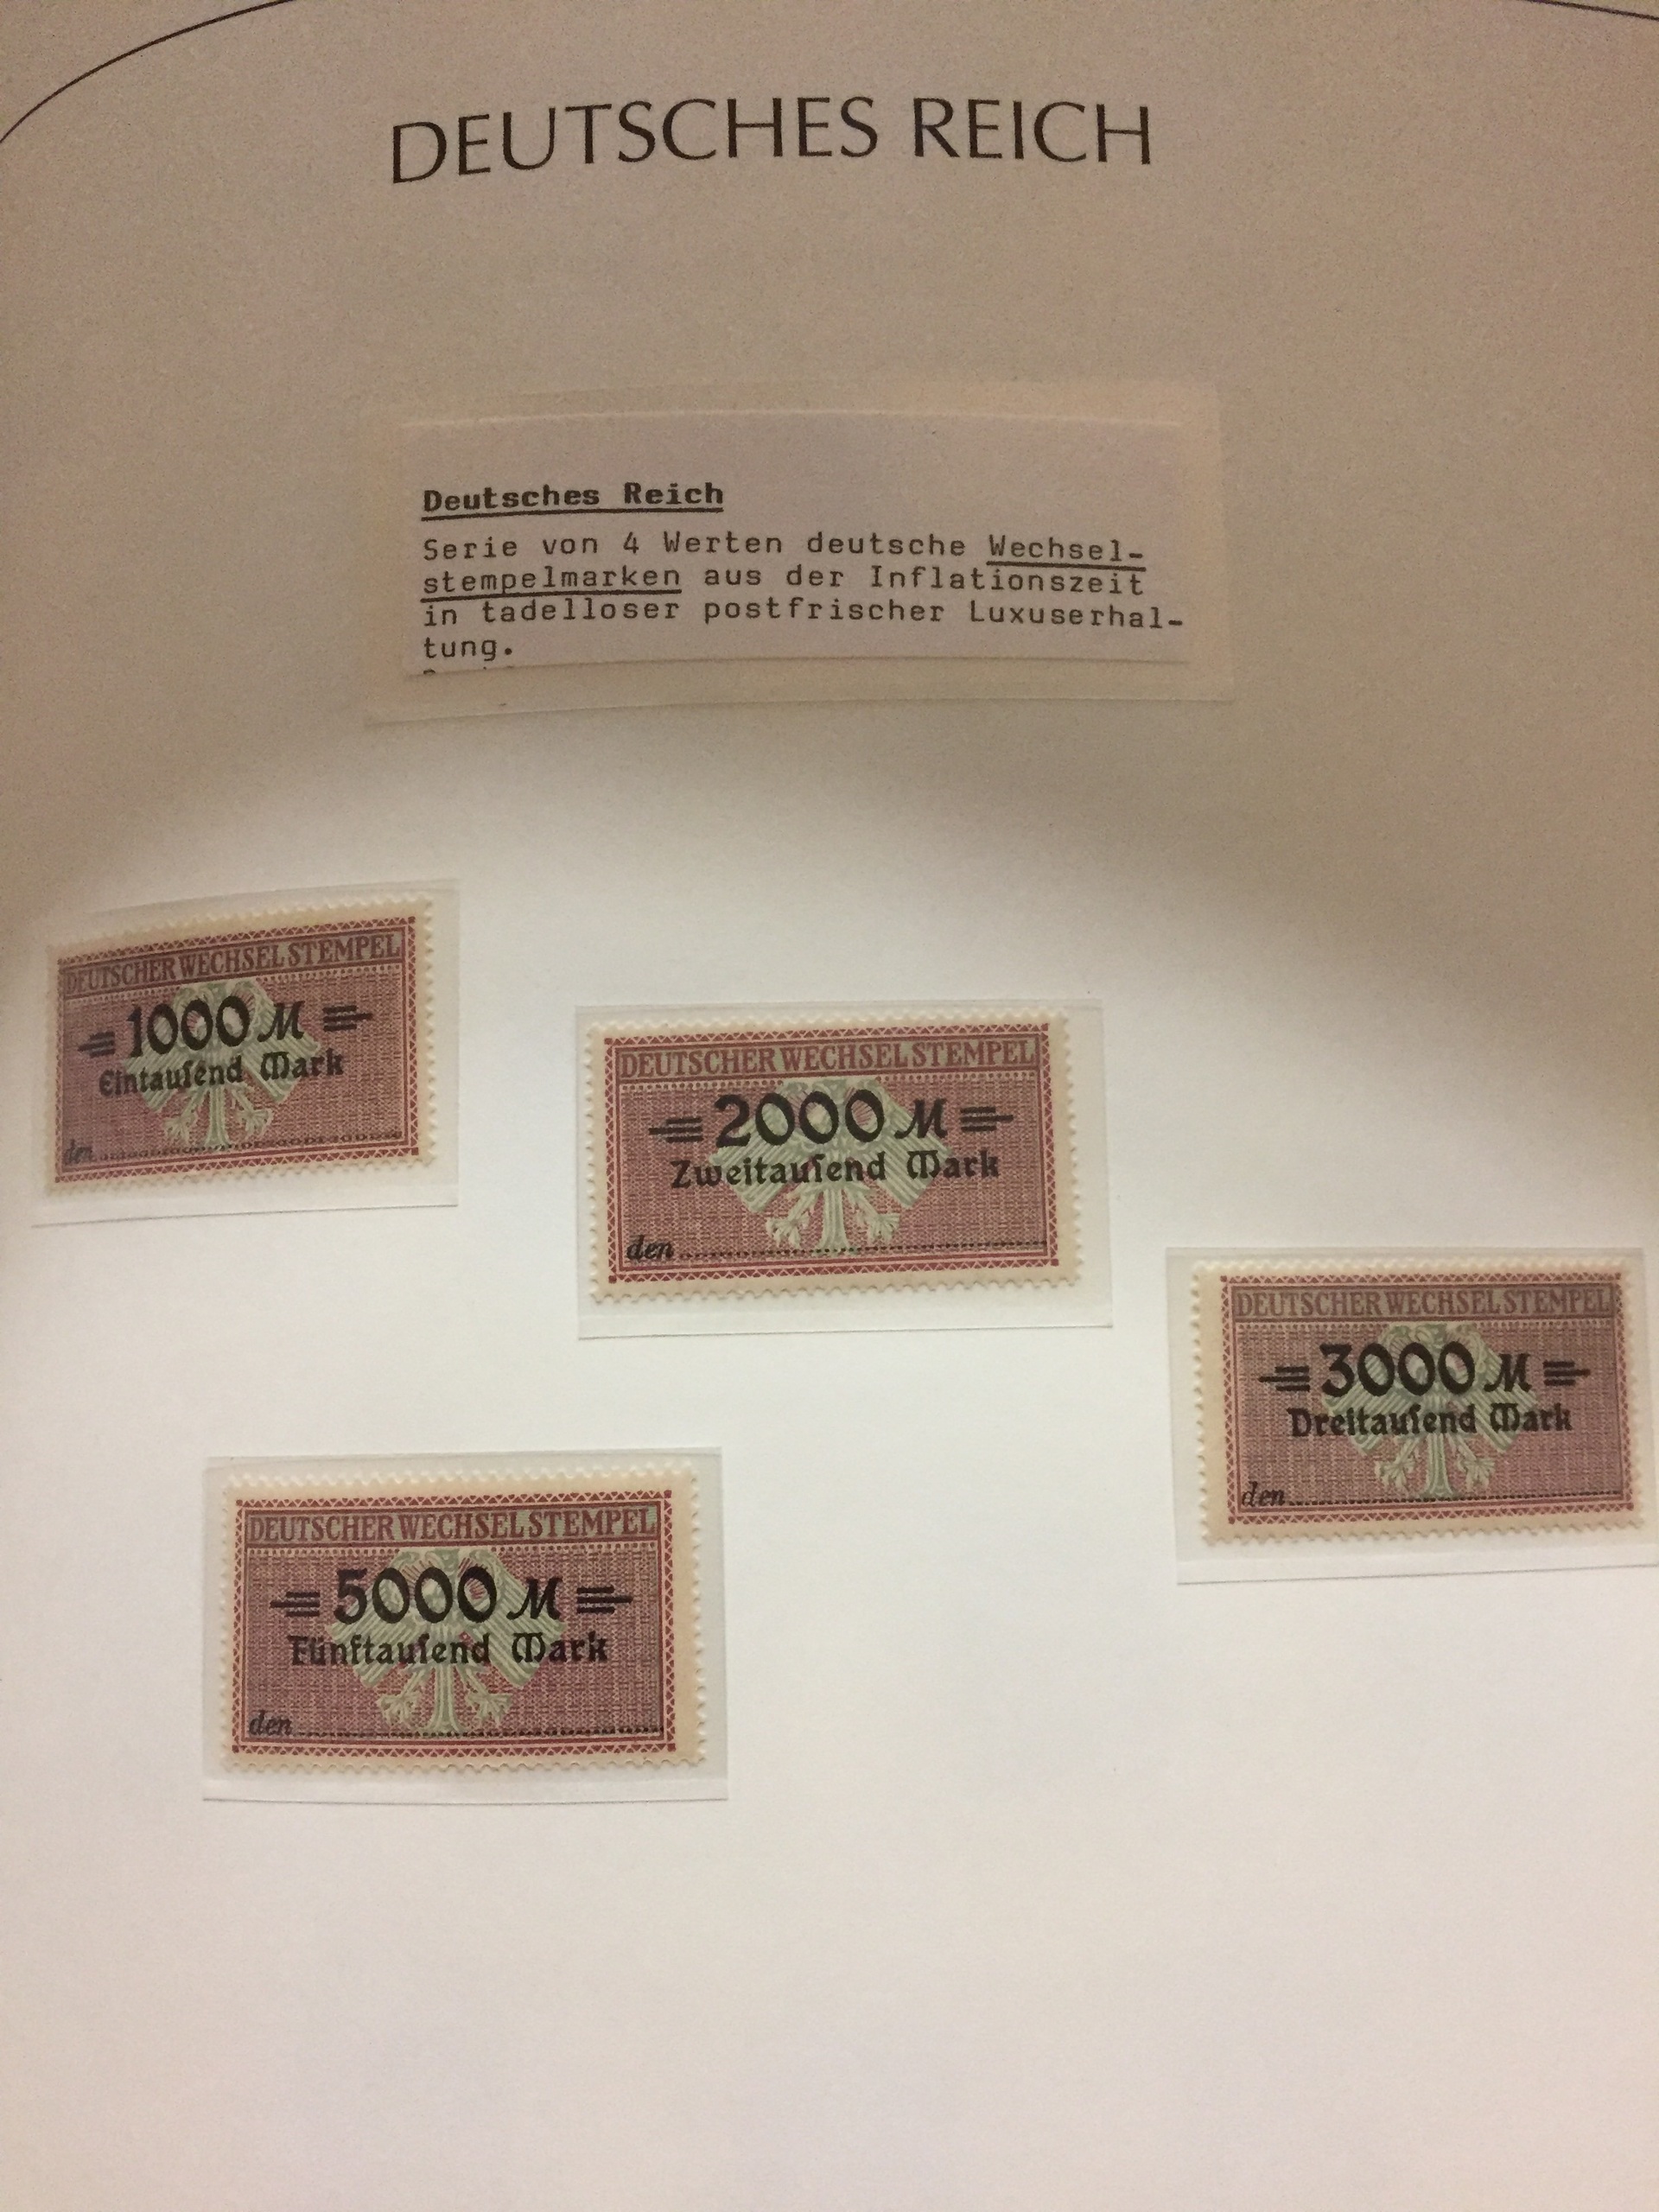 DEUTSCHES REICH
Deutsches Reich
Serie von 4 Werten deutsche Wechsel-
stempelmarken aus der Inflationszeit
in tadelloser postfrischer Luxuserhal-
tung.
DEUTSCHER WECHSELSTEMPEL
1000 M
Eintauſend Mark
den
DEUTSCHER WECHSELSTEMPEL
2000 M
Zweitauſend Mark
den
DEUTSCHER WECHSELSTEMPEL
3000 M
Dreitauſend Mark
den
DEUTSCHER WECHSELSTEMPEL
5000 M
Fünftauſend Mark
den